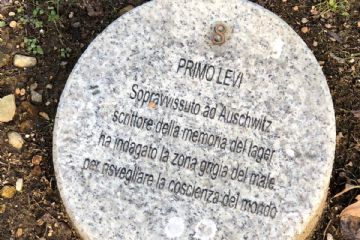 S
PRIMO LEVI
Sopravvissuto ad Auschwitz
scrittore della memoria del lager
ha indagato la zona grigia del male
per risvegliare la coscienza del mondo